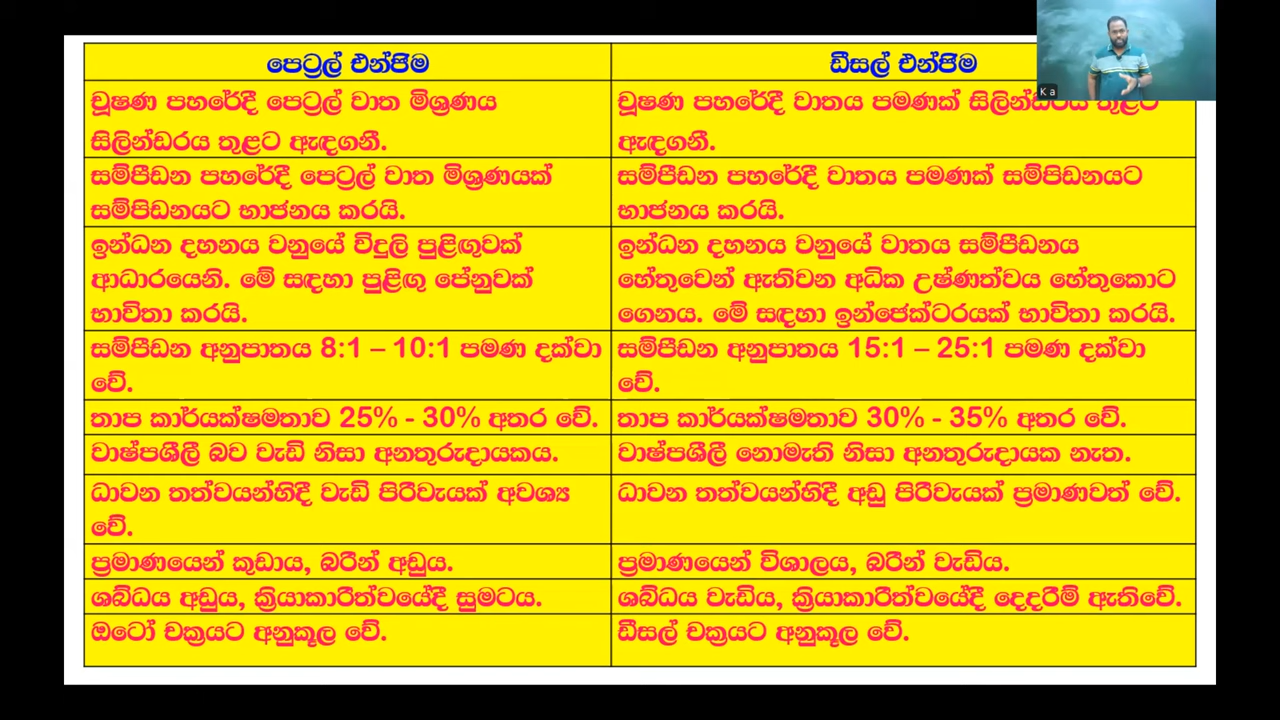 පෙට්‍රල් එන්ජිම
ඩීසල් එන්ජිම
K a
චූෂණ පහරේදී පෙට්‍රල් වාත මිශ්‍රණය
සිලින්ඩරය තුළට ඇඳගනී.
චූෂණ පහරේදී වාතය පමණක් සිලින්ඩරය තුළට
ඇඳගනී.
සම්පීඩන පහරේදී පෙට්‍රල් වාත මිශ්‍රණයක්
සම්පිඩනයට භාජනය කරයි.
සම්පීඩන පහරේදී වාතය පමණක් සම්පිඩනයට
භාජනය කරයි.
ඉන්ධන දහනය වනුයේ විදුලි පුළිඟුවක්
ආධාරයෙනි. මේ සඳහා පුළිඟු පේනුවක්
භාවිතා කරයි.
ඉන්ධන දහනය වනුයේ වාතය සම්පීඩනය
හේතුවෙන් ඇතිවන අධික උෂ්ණත්වය හේතුකොට
ගෙනය. මේ සඳහා ඉන්ජෙක්ටරයක් භාවිතා කරයි.
සම්පීඩන අනුපාතය 8:1 – 10:1 පමණ දක්වා
වේ.
සම්පීඩන අනුපාතය 15:1 – 25:1 පමණ දක්වා
වේ.
තාප කාර්යක්ෂමතාව 25% - 30% අතර වේ.
තාප කාර්යක්ෂමතාව 30% - 35% අතර වේ.
වාෂ්පශීලී බව වැඩි නිසා අනතුරුදායකය.
වාෂ්පශීලී නොමැති නිසා අනතුරුදායක නැත.
ධාවන තත්වයන්හිදී වැඩි පිරිවැයක් අවශ්‍ය
වේ.
ධාවන තත්වයන්හිදී අඩු පිරිවැයක් ප්‍රමාණවත් වේ.
ප්‍රමාණයෙන් කුඩාය, බරින් අඩුය.
ප්‍රමාණයෙන් විශාලය, බරින් වැඩිය.
ශබ්ධය අඩුය, ක්‍රියාකාරීත්වයේදී සුමටය.
ශබ්ධය වැඩිය, ක්‍රියාකාරීත්වයේදී දෙදරීම් ඇතිවේ.
ඔටෝ චක්‍රයට අනුකූල වේ.
ඩීසල් චක්‍රයට අනුකූල වේ.